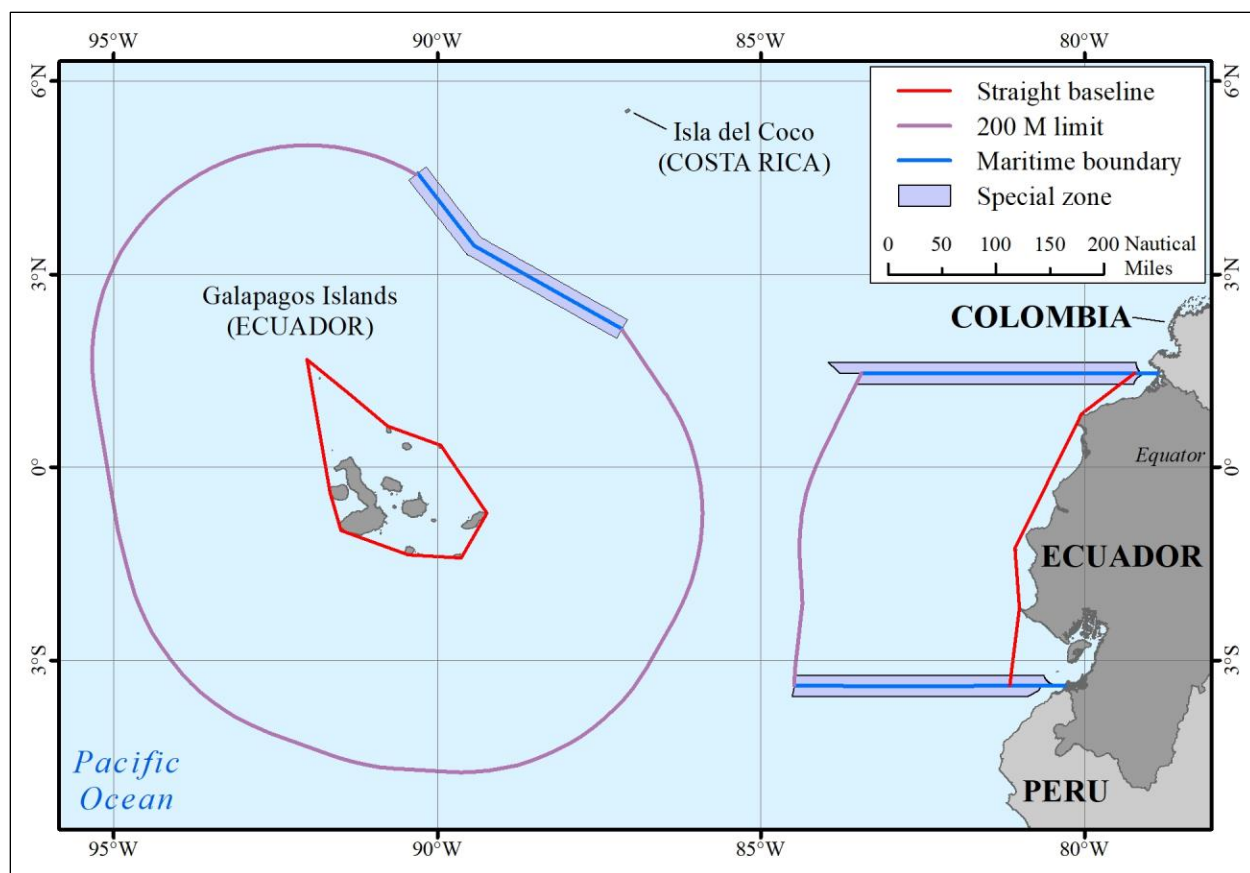 95°W 90°W 85°W 80°W
6°N 6°N
Straight baseline
200 M limit
Maritime boundary
Special zone
0 50 100 150 200 Nautical
Miles
Isla del Coco
(COSTA RICA)
3°N 3°N
Galapagos Islands
(ECUADOR)
COLOMBIA
0° 0°
Equator
ECUADOR
3°S 3°S
Pacific
Ocean
PERU
95°W 90°W 85°W 80°W